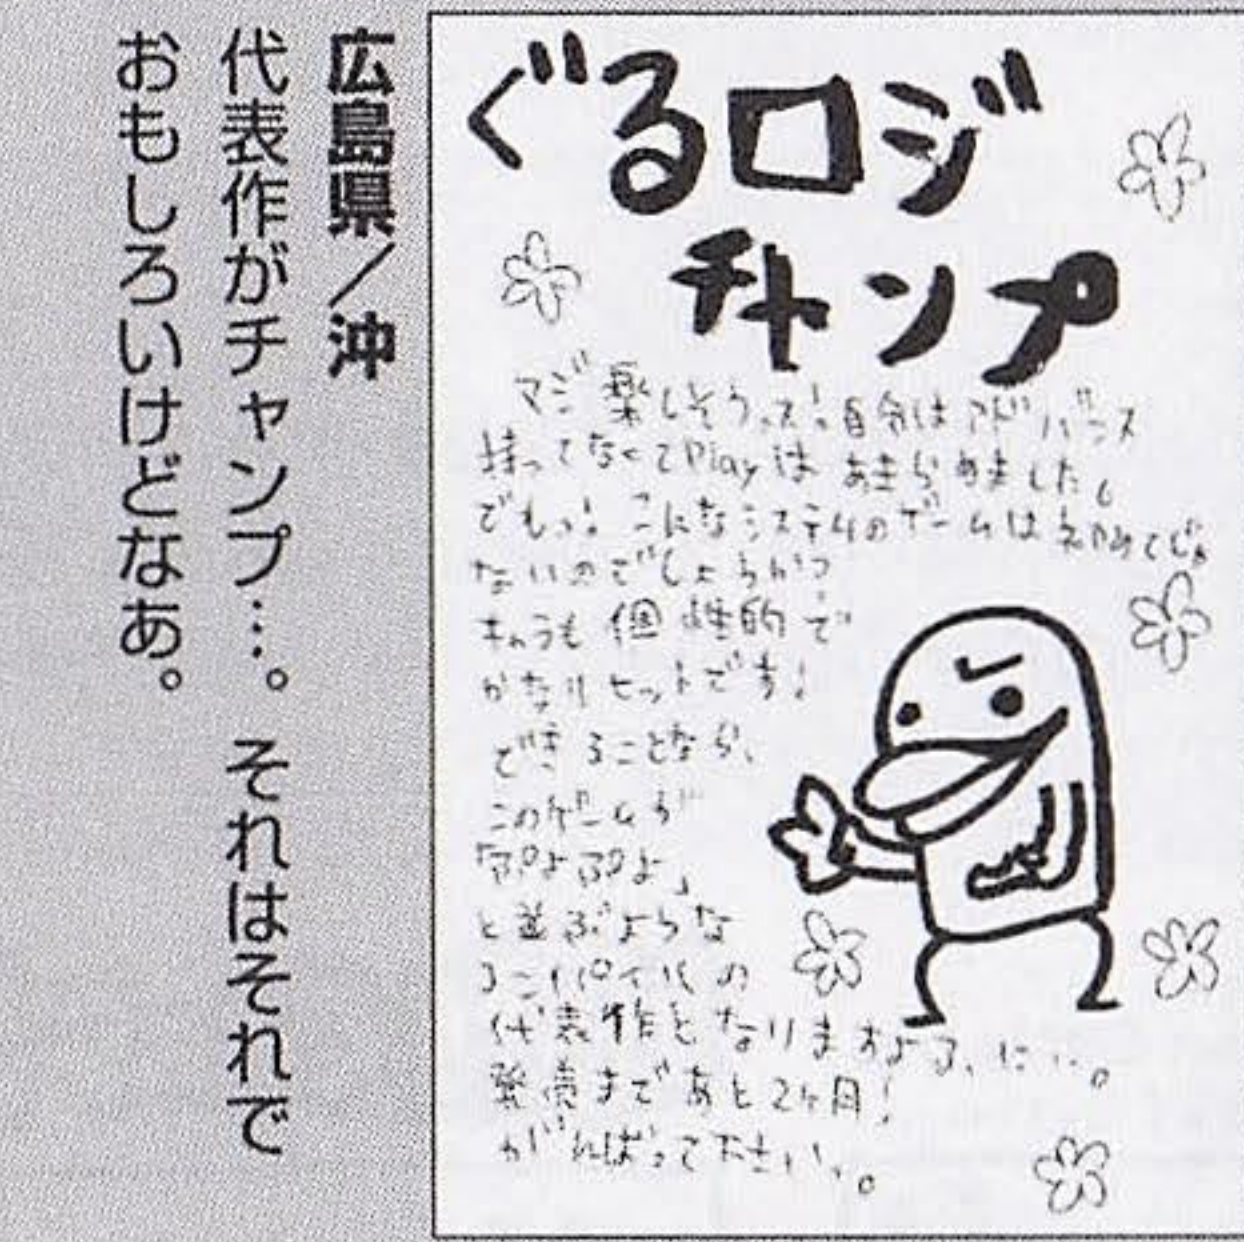 広島県／沖
代表作がチャンプ…。それはそれで
おもしろいけどなあ。
ぐるロジ
チャンプ
マジ楽しそうっス!自分はアドバンス
持ってなくてPlayはあきらめました。
でもっ!こんなシステムのゲームは初めてじゃ
ないのでしょうか?
キャラも個性的で
かなりヒットです!
できることなら、
このゲームが
「ぷよぷよ」
と並ぶような
コンパイルの
代表作となりますように…。
発売まであと2ヶ月!
がんばって下さいっ。